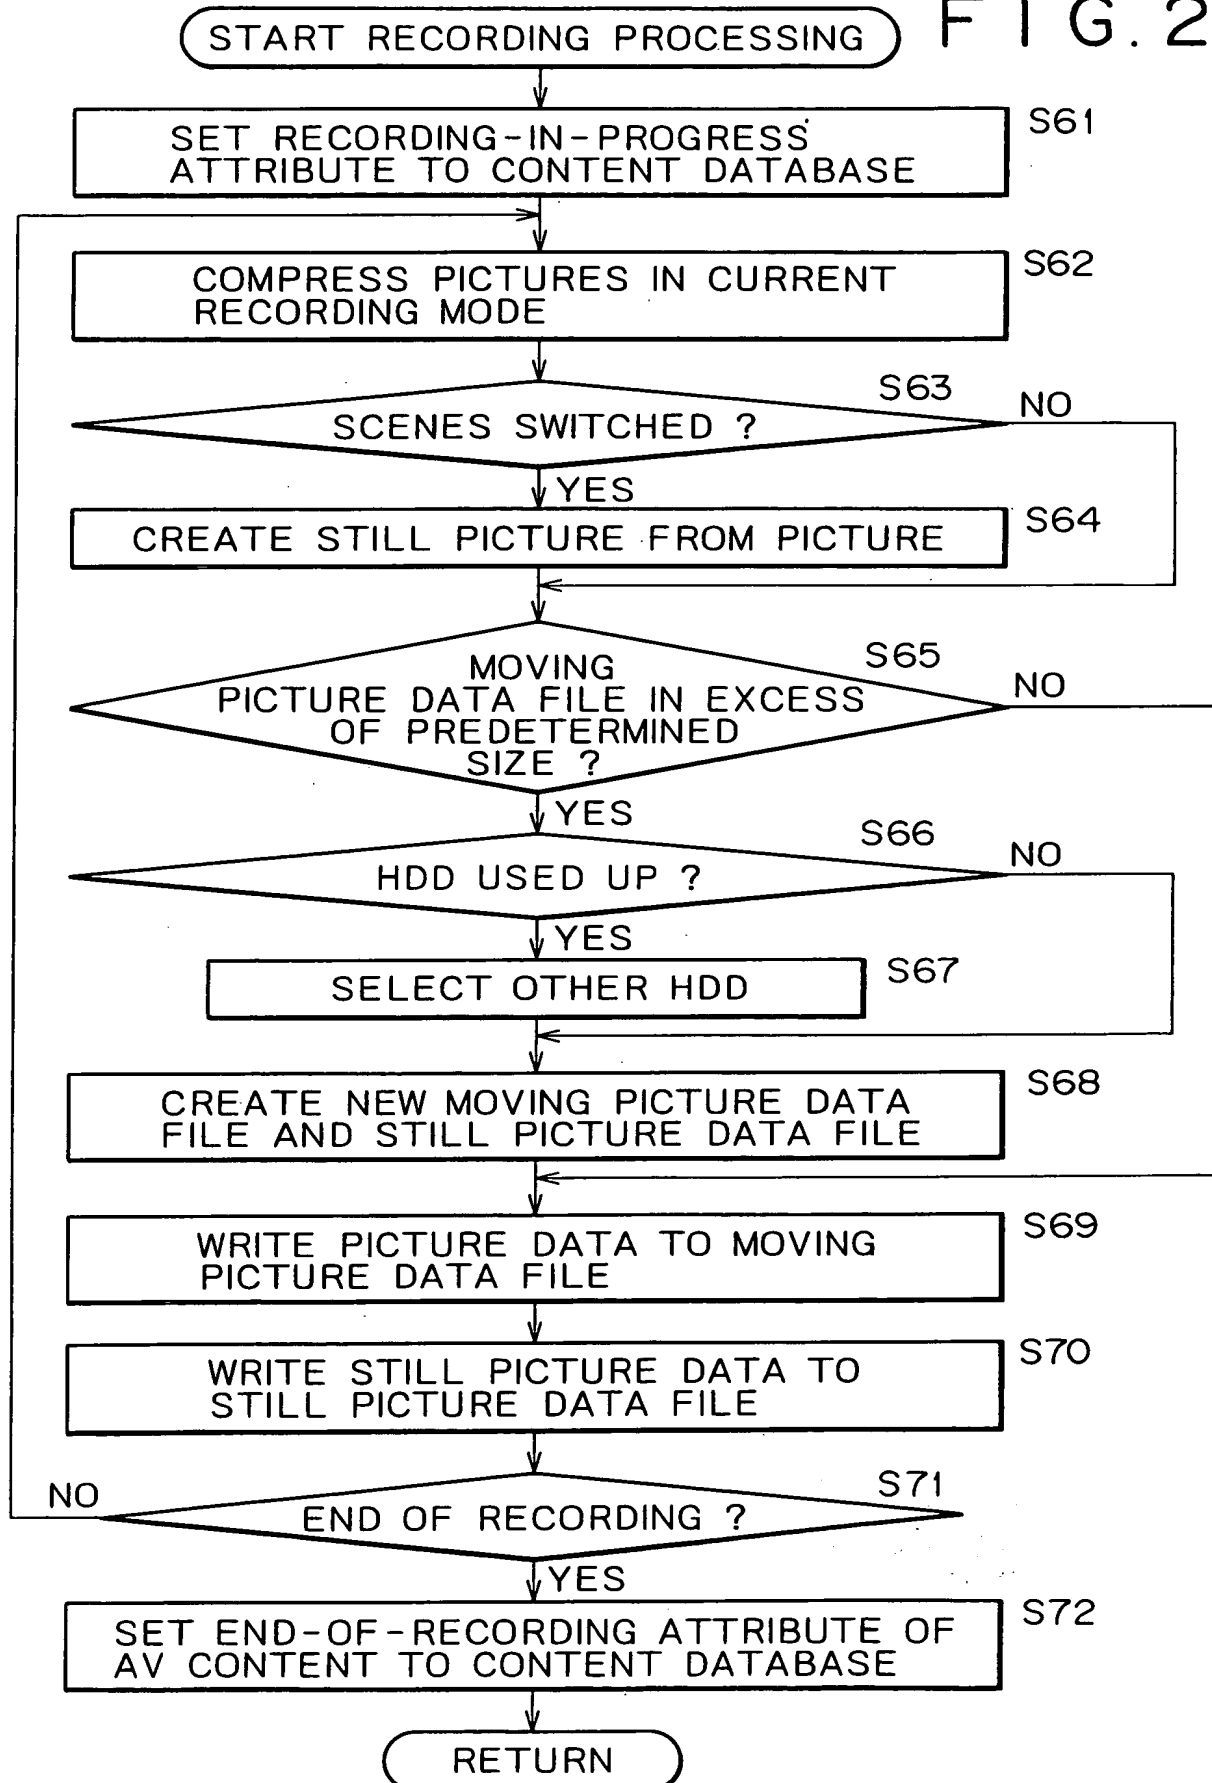 START RECORDING PROCESSING
FIG. 2
S61
SET RECORDING-IN-PROGRESS
ATTRIBUTE TO CONTENT DATABASE
S62
COMPRESS PICTURES IN CURRENT
RECORDING MODE
S63
NO
SCENES SWITCHED ?
YES
S64
CREATE STILL PICTURE FROM PICTURE
S65
NO
MOVING
PICTURE DATA FILE IN EXCESS
OF PREDETERMINED
SIZE ?
YES
S66
NO
HDD USED UP ?
YES
S67
SELECT OTHER HDD
S68
CREATE NEW MOVING PICTURE DATA
FILE AND STILL PICTURE DATA FILE
S69
WRITE PICTURE DATA TO MOVING
PICTURE DATA FILE
S70
WRITE STILL PICTURE DATA TO
STILL PICTURE DATA FILE
S71
NO
END OF RECORDING ?
YES
S72
SET END-OF-RECORDING ATTRIBUTE OF
AV CONTENT TO CONTENT DATABASE
RETURN